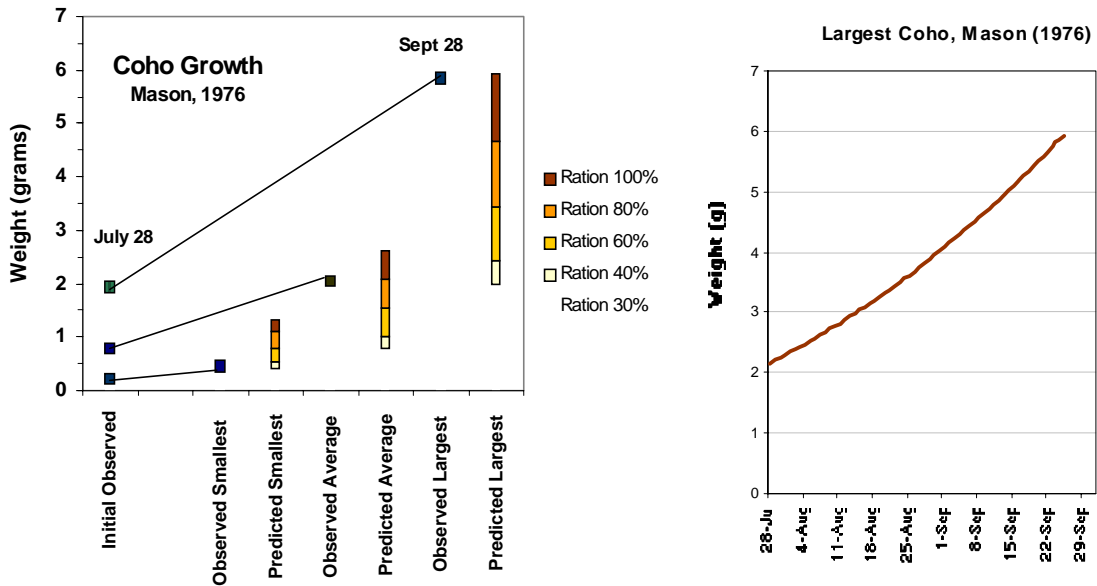 7
6
5
4
3
2
1
0
Weight (grams)
Coho Growth
Mason, 1976
July 28
Sept 28
Initial Observed
Observed Smallest
Predicted Smallest
Observed Average
Predicted Average
Observed Largest
Predicted Largest
Ration 100%
Ration 80%
Ration 60%
Ration 40%
Ration 30%
Largest Coho, Mason (1976)
7
6
5
4
3
2
1
0
Weight (g)
28-Ju
4-Aug
11-Aug
18-Aug
25-Aug
1-Sep
8-Sep
15-Sep
22-Sep
29-Sep